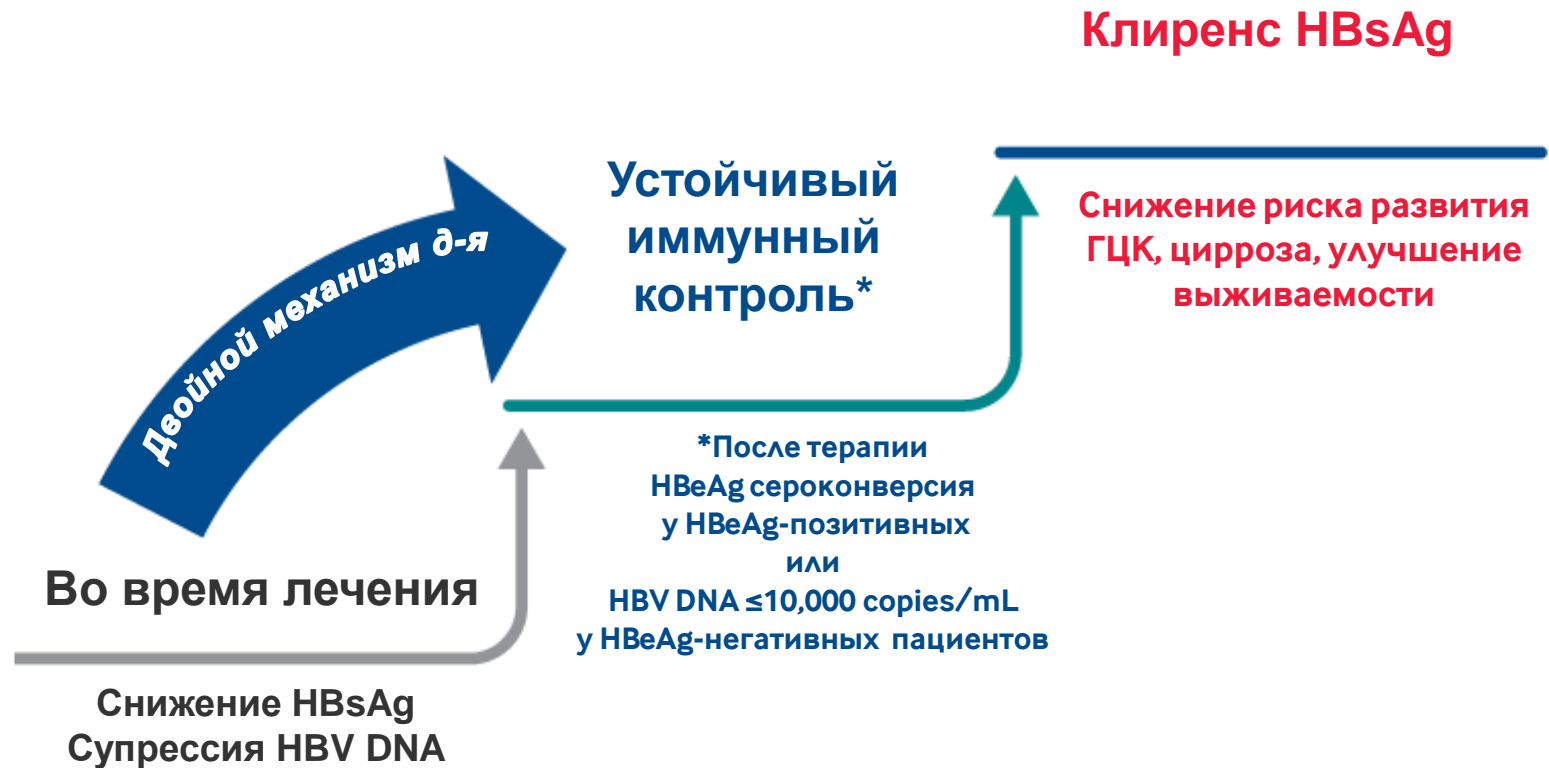 Клиренс HBsAg
Двойной механизм д-я
Устойчивый
иммунный
контроль*
Снижение риска развития
ГЦК, цирроза, улучшение
выживаемости
*После терапии
HBeAg сероконверсия
у HBeAg-позитивных
или
HBV DNA ≤10,000 copies/mL
у HBeAg-негативных пациентов
Во время лечения
Снижение HBsAg
Супрессия HBV DNA